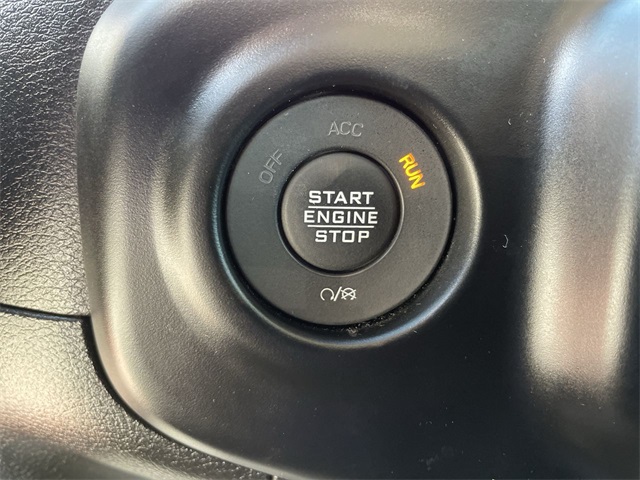 ACC
OFF
RUN
START
ENGINE
STOP